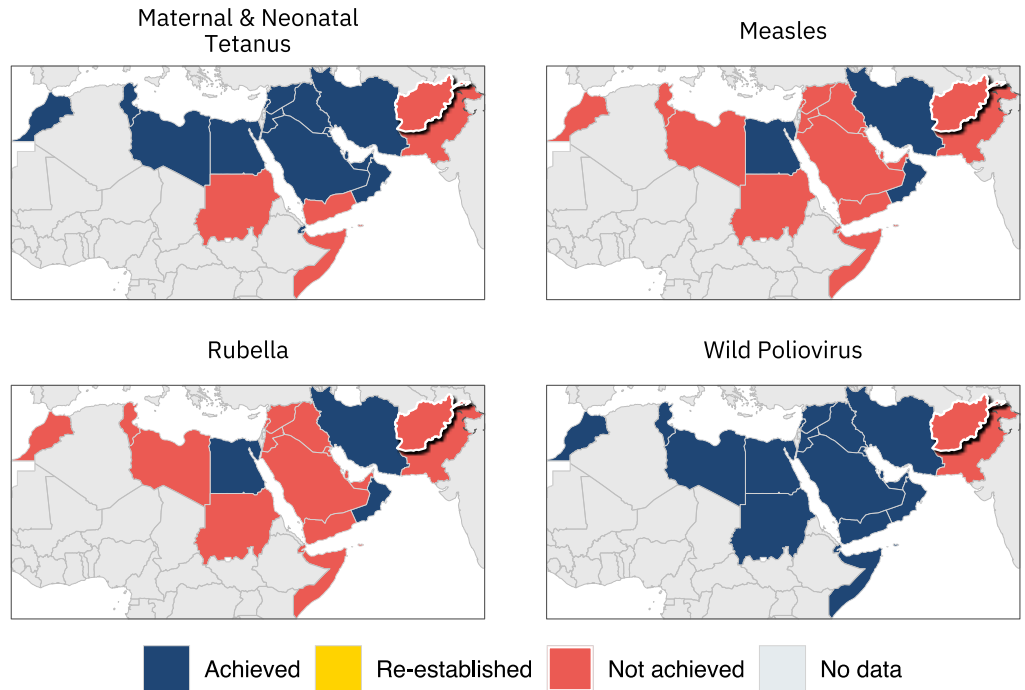 Maternal & Neonatal
Tetanus
Measles
Rubella
Wild Poliovirus
Achieved
Re-established
Not achieved
No data